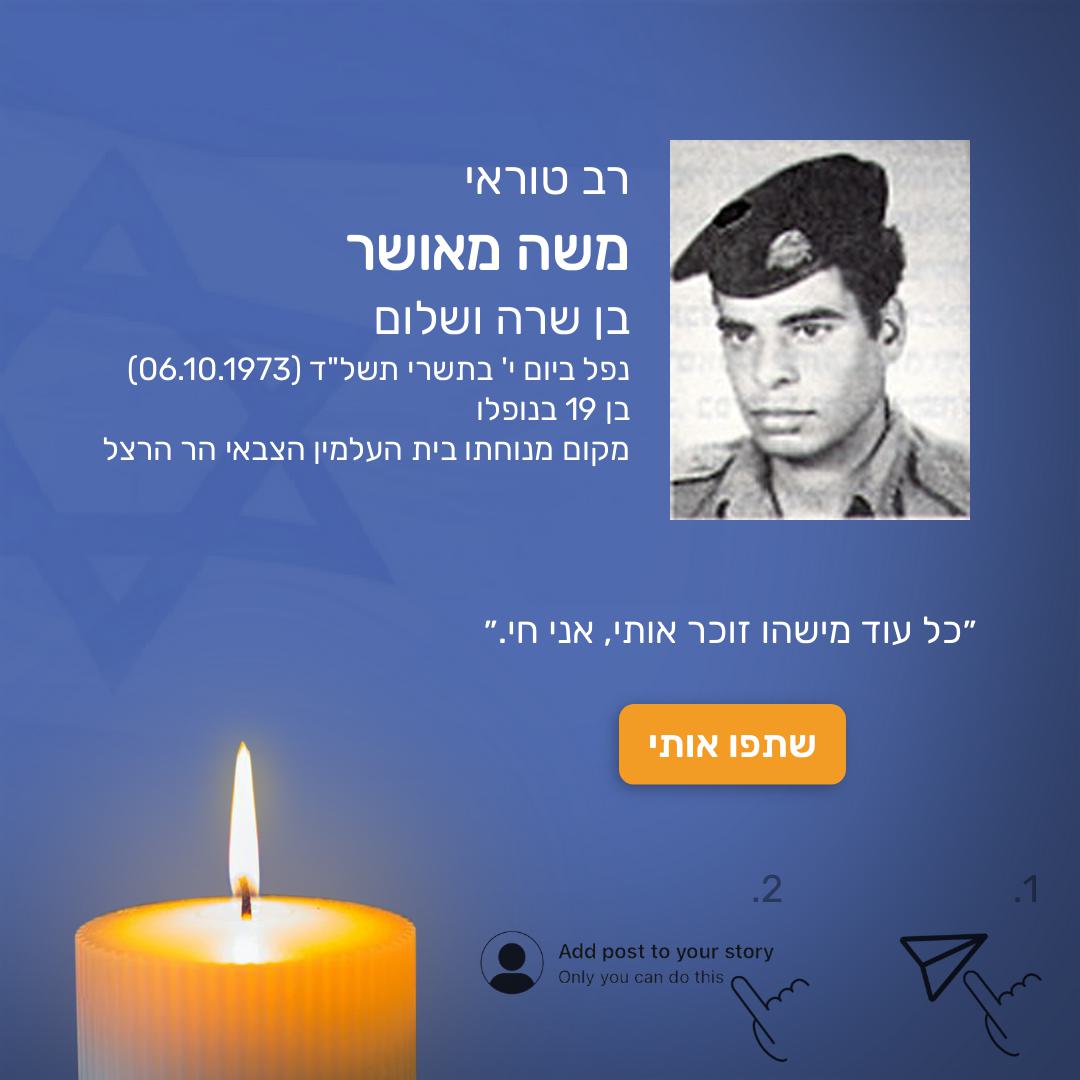 רב טוראי
משה מאושר
בן שרה ושלום
נפל ביום י' בתשרי תשל"ד (06.10.1973)
בן 19 בנופלו
מקום מנוחתו בית העלמין הצבאי הר הרצל
״כל עוד מישהו זוכר אותי, אני חי.״
שתפו אותי
1.
2.
Add post to your story
Only you can do this